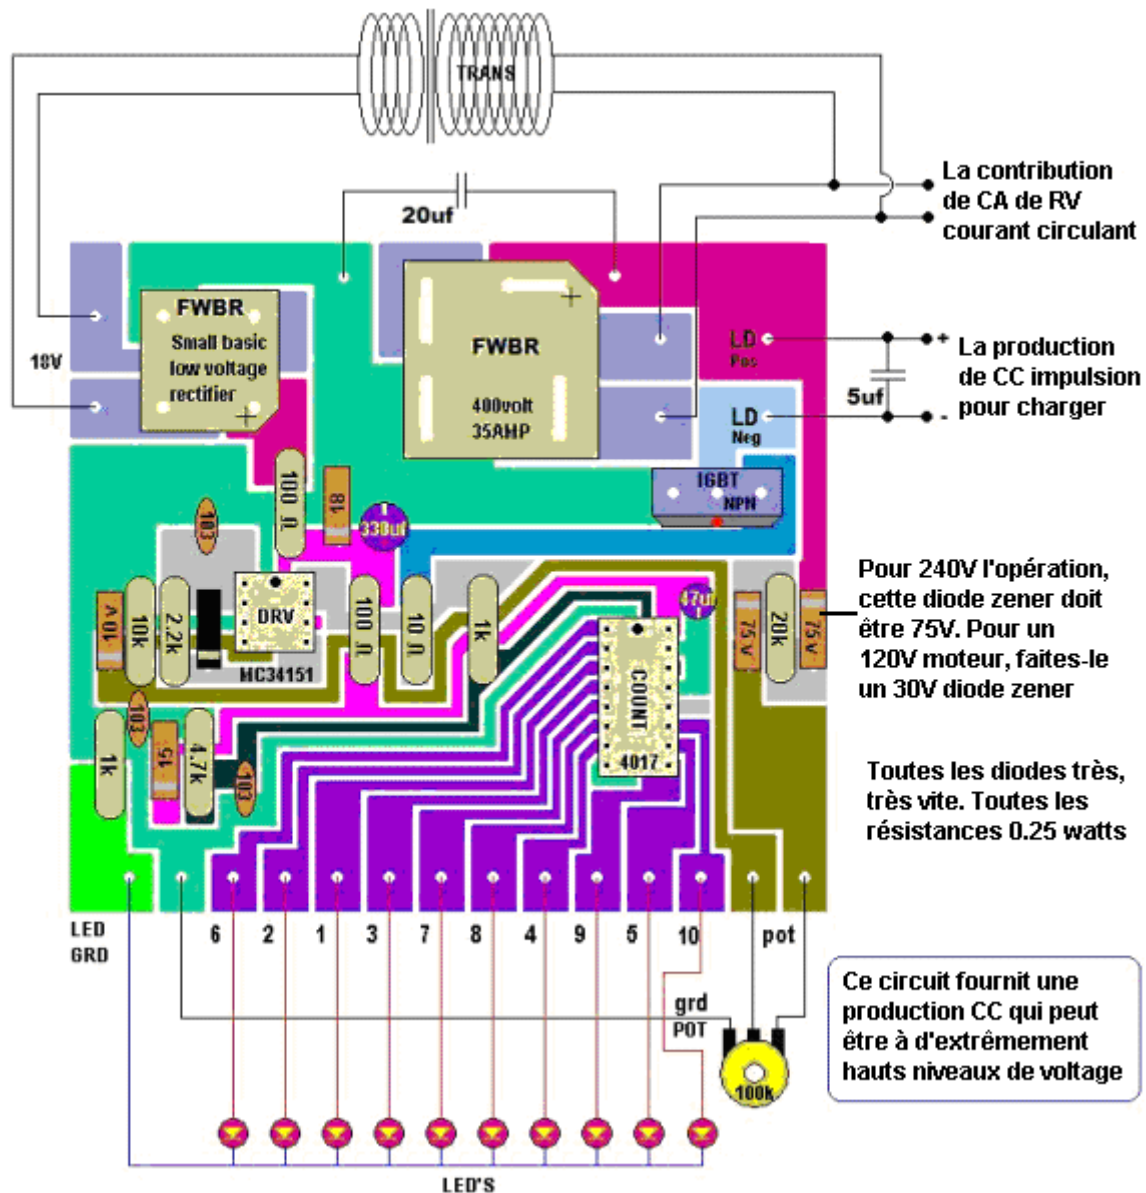 TRANS
La contribution
de CA de RV
courant circulant
20uf
FWBR
Small basic
low voltage
rectifier
18V
FWBR
400volt
35AMP
LD
Pos
LD
Neg
5uf
+
-
La production
de CC impulsion
pour charger
IGBT
NPN
100 Ω
18
330uf
103
10k
2.2k
DRV
MC34151
100 Ω
10 Ω
1k
47u
75v
20k
75v
Pour 240V l'opération,
cette diode zener doit
être 75V. Pour un
120V moteur, faites-le
un 30V diode zener
COUNT
4017
1k
103
15
4.7k
103
Toutes les diodes très,
très vite. Toutes les
résistances 0.25 watts
LED
GRD
6 2 1 3 7 8 4 9 5 10 pot
grd
POT
100k
Ce circuit fournit une
production CC qui peut
être à d'extrêmement
hauts niveaux de voltage
LED'S